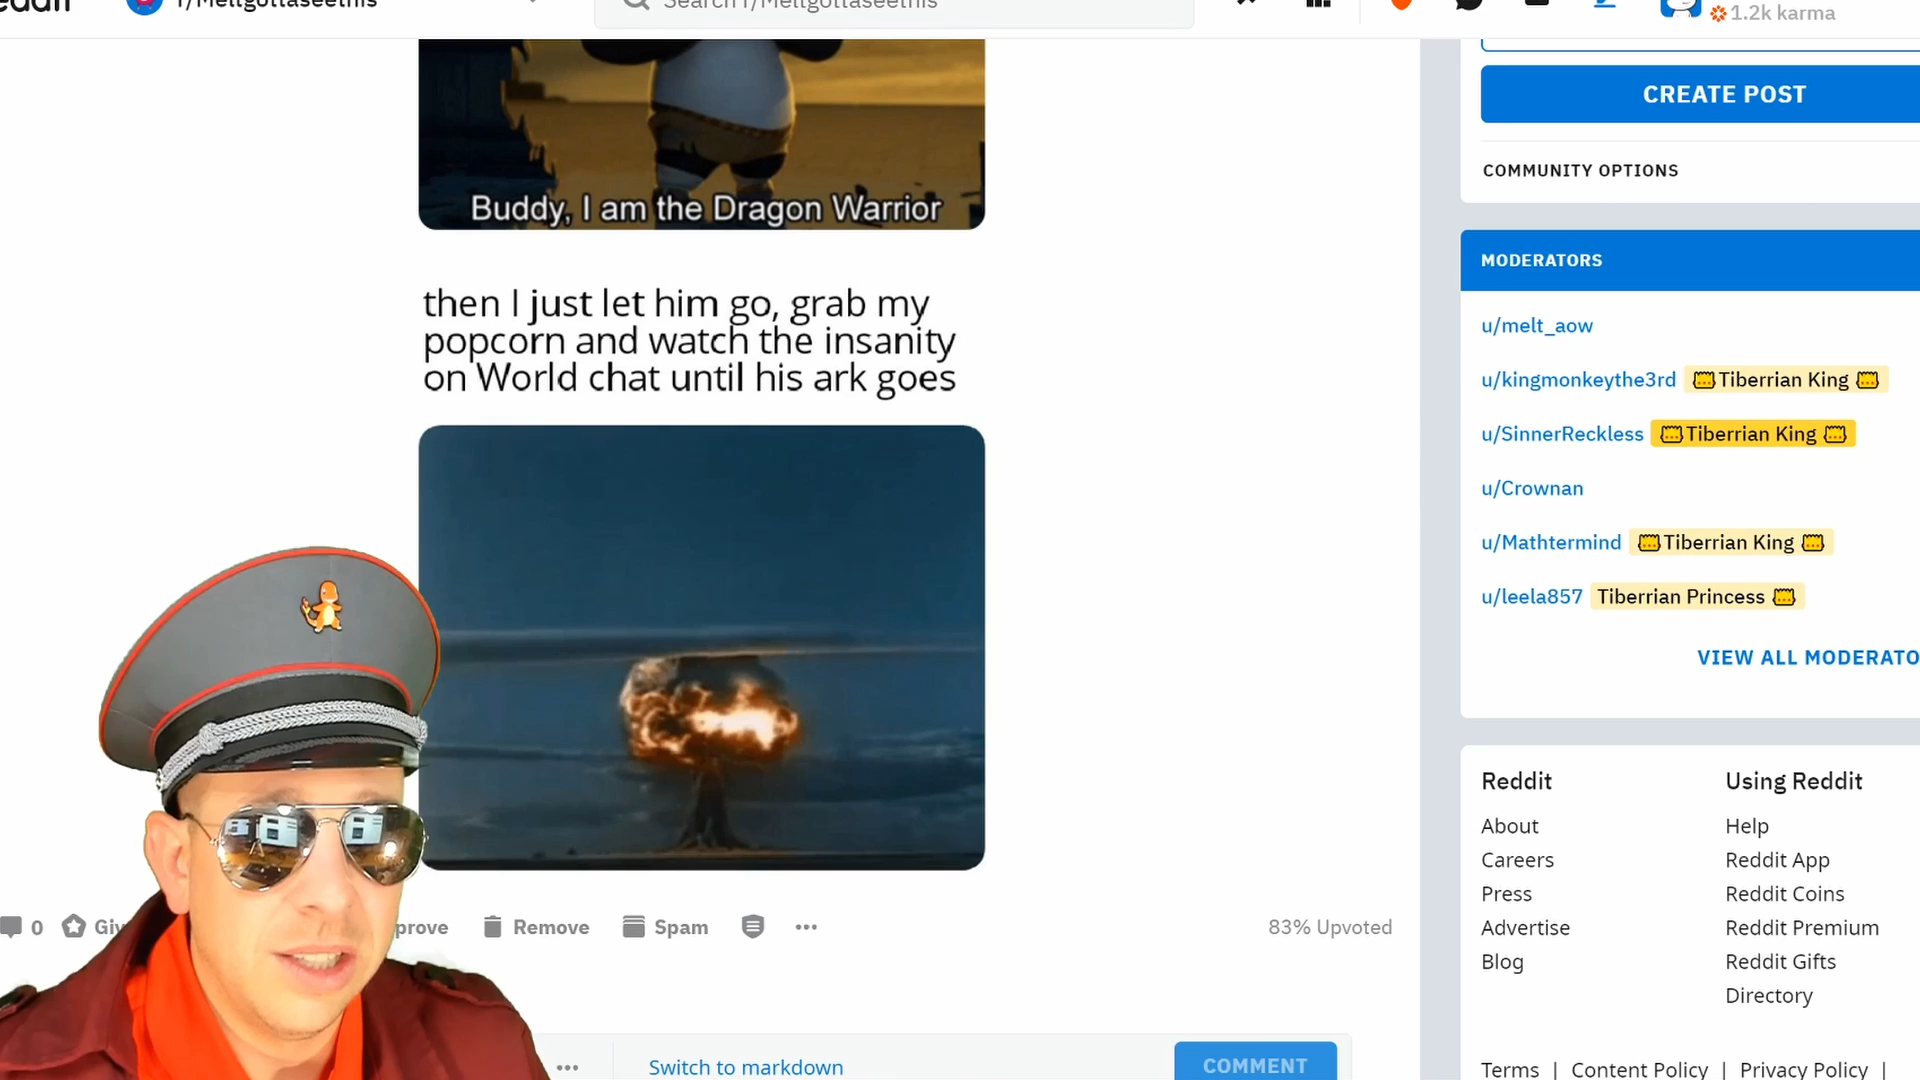 r/Meltgottaseethis
Search r/Meltgottaseethis
1.2k karma
CREATE POST
COMMUNITY OPTIONS
Buddy, I am the Dragon Warrior
then I just let him go, grab my
popcorn and watch the insanity
on World chat until his ark goes
MODERATORS
u/melt_aow
u/kingmonkeythe3rd Tiberrian King
u/SinnerReckless Tiberrian King
u/Crownan
u/Mathtermind Tiberrian King
u/leela857 Tiberrian Princess
VIEW ALL MODERATO
0 Giv prove Remove Spam
83% Upvoted
Switch to markdown
COMMENT
Reddit Using Reddit
About Help
Careers Reddit App
Press Reddit Coins
Advertise Reddit Premium
Blog Reddit Gifts
Directory
Terms | Content Policy | Privacy Policy |